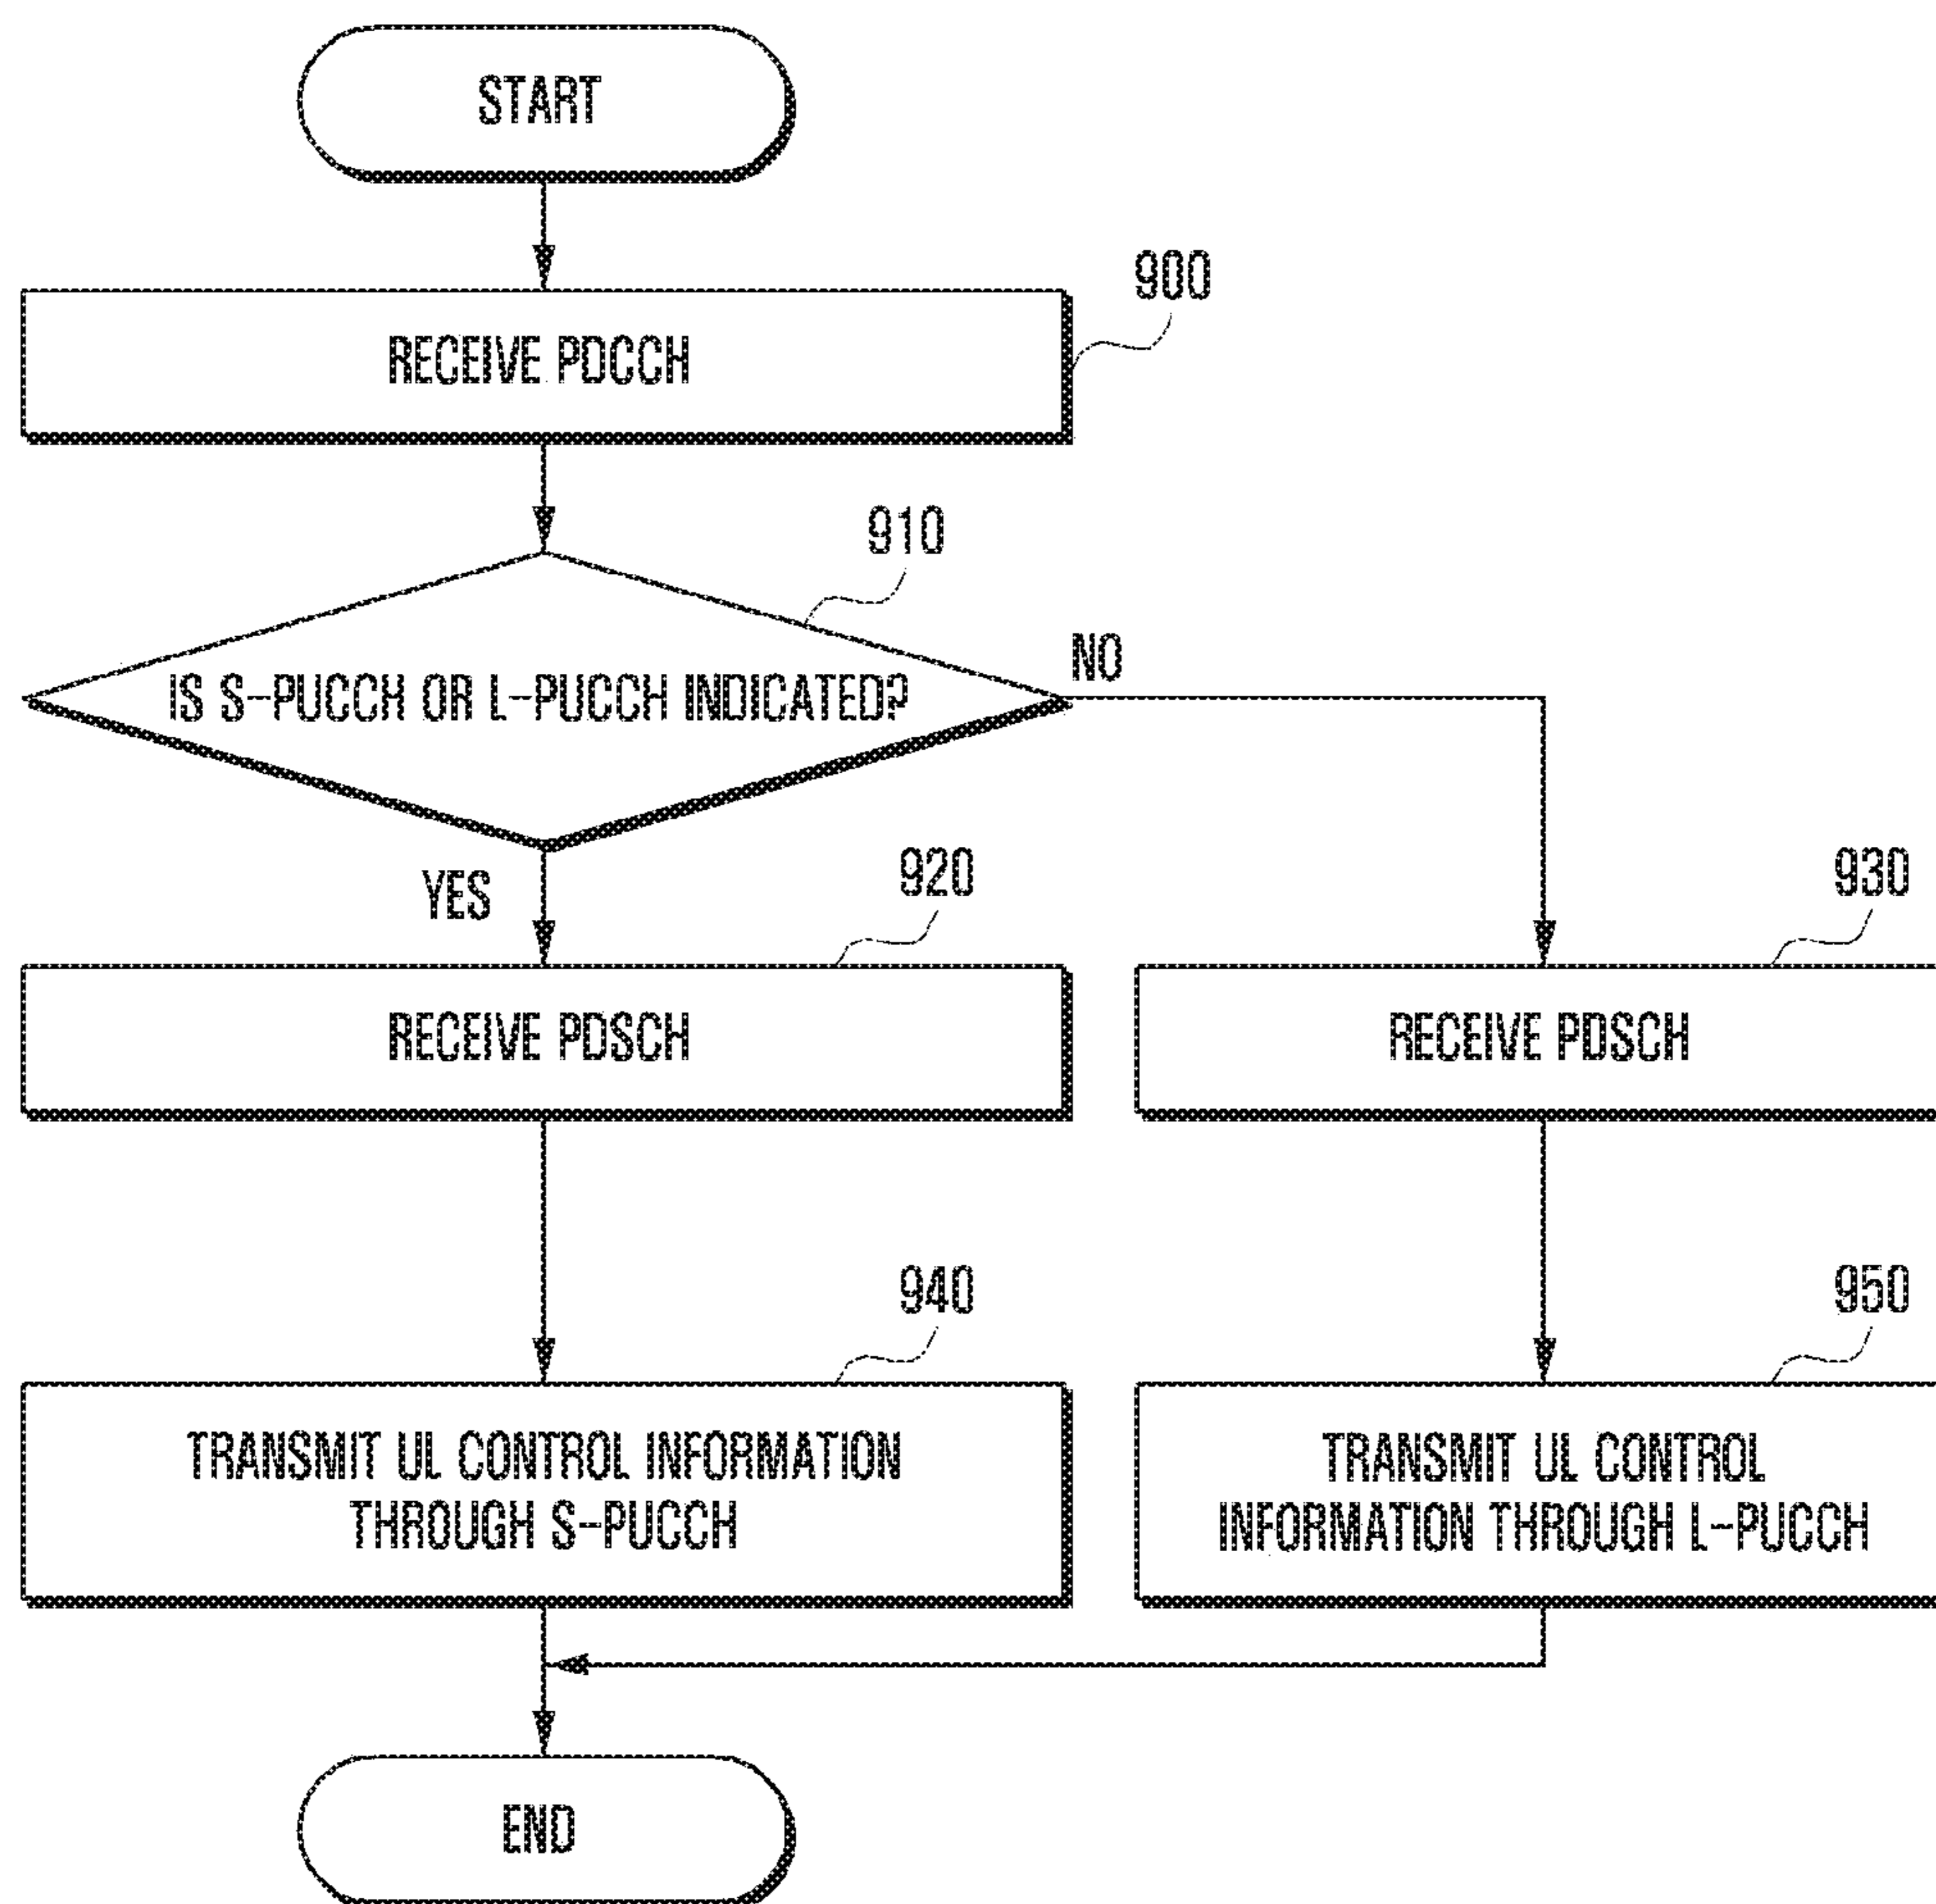 START
900
RECEIVE PDCCH
910
IS S-PUCCH OR L-PUCCH INDICATED?
NO
YES
920
930
RECEIVE PDSCH
RECEIVE PDSCH
940
950
TRANSMIT UL CONTROL INFORMATION
THROUGH S-PUCCH
TRANSMIT UL CONTROL
INFORMATION THROUGH L-PUCCH
END